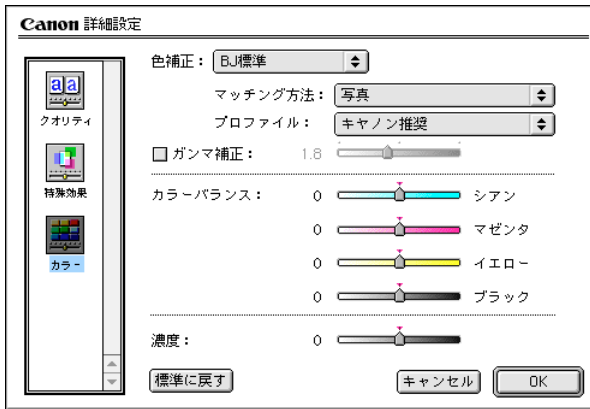 Canon 詳細設定
aa
クオリティ
特殊効果
カラー
色補正： BJ標準
マッチング方法： 写真
プロファイル： キヤノン推奨
ガンマ補正： 1.8
カラーバランス： 0 シアン
0 マゼンタ
0 イエロー
0 ブラック
濃度： 0
標準に戻す キャンセル OK